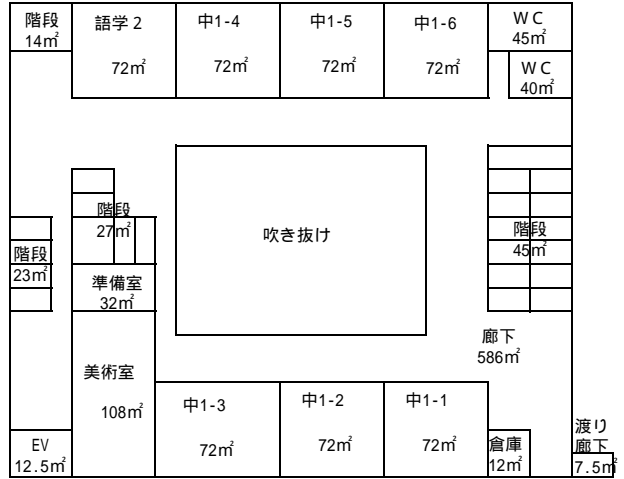 階段
14㎡
語学２
72㎡
中1-4
72㎡
中1-5
72㎡
中1-6
72㎡
ＷＣ
45㎡
ＷＣ
40㎡
階段
27㎡
吹き抜け
階段
45㎡
階段
23㎡
準備室
32㎡
廊下
586㎡
美術室
108㎡
中1-3
72㎡
中1-2
72㎡
中1-1
72㎡
EV
12.5㎡
倉庫
12㎡
渡り
廊下
7.5㎡